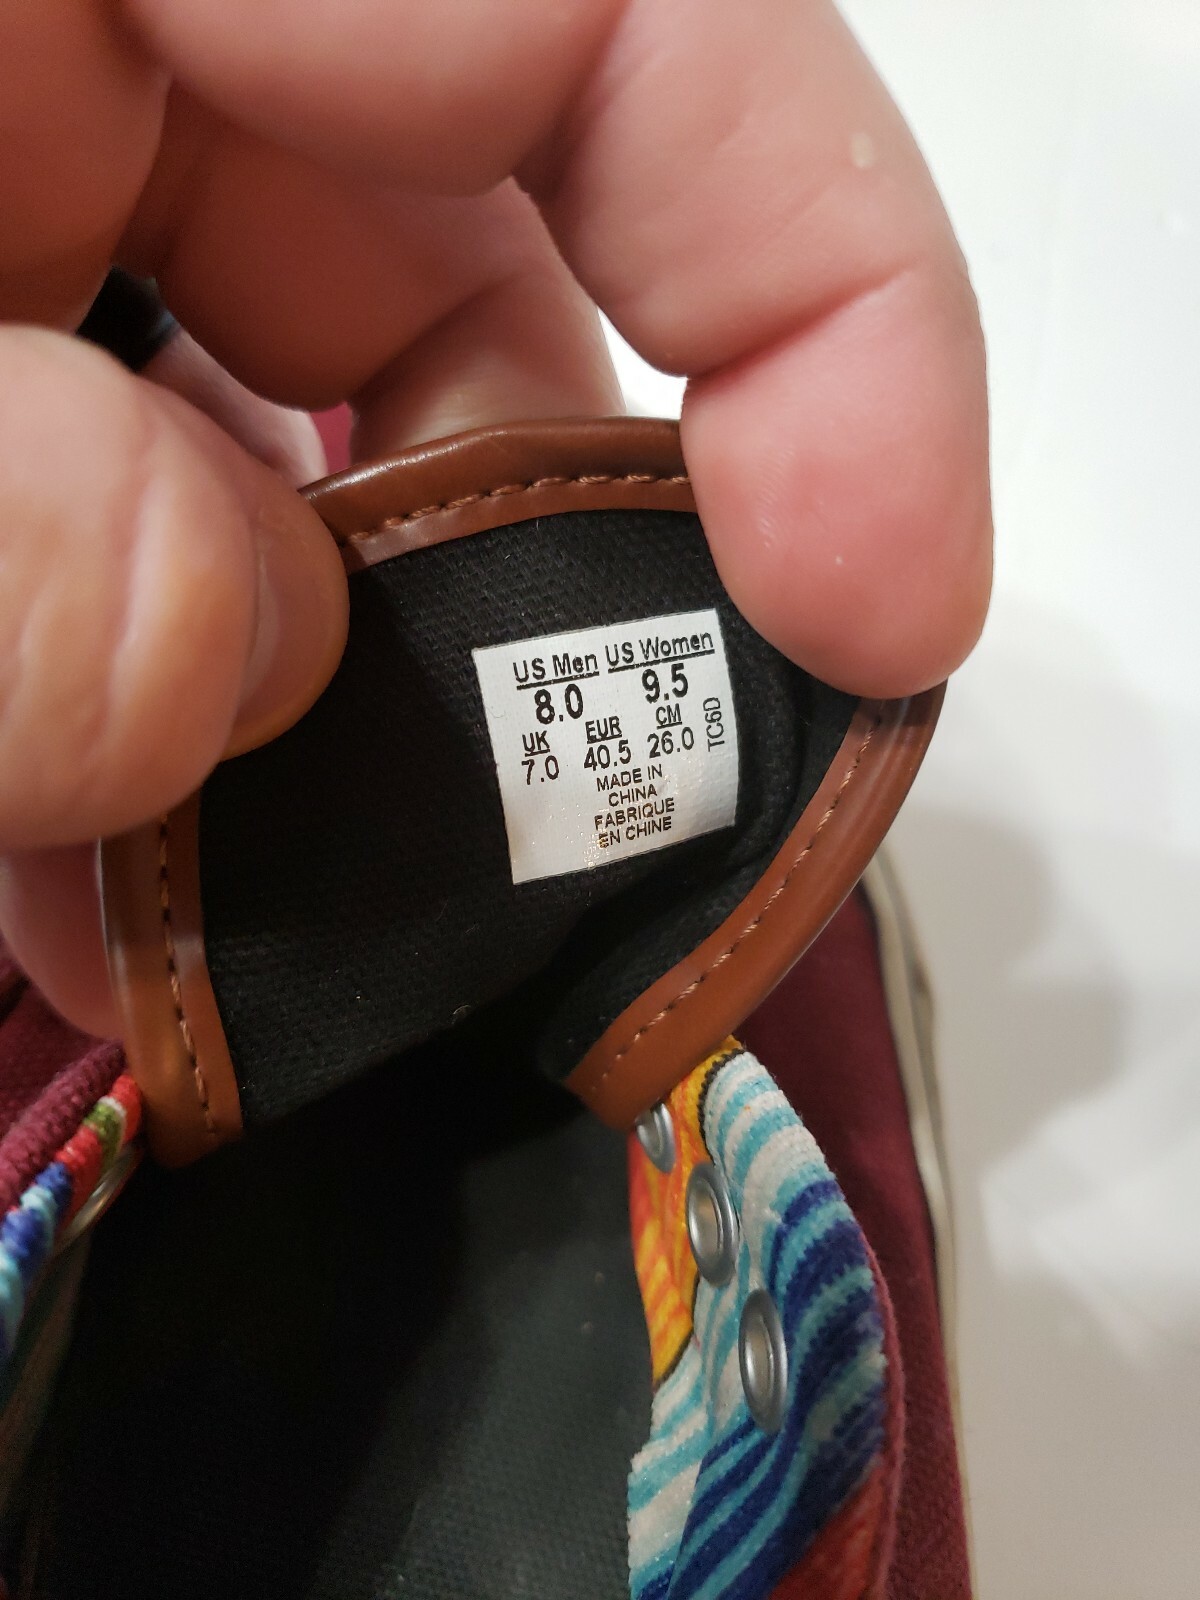 US Men US Women
8.0 9.5
UK EUR CM
7.0 40.5 26.0
TC6D
MADE IN
CHINA
FABRIQUE
EN CHINE